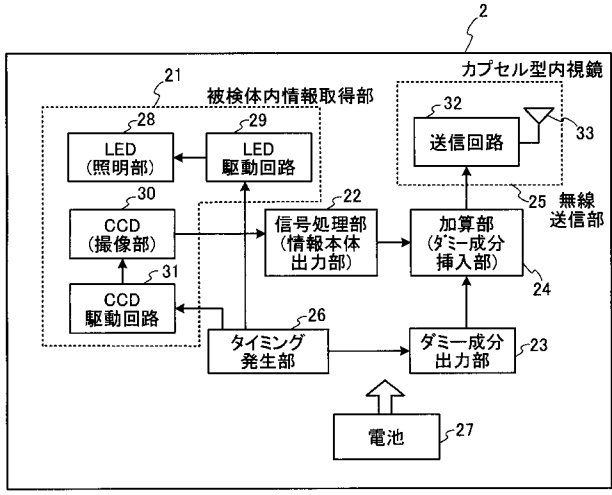 2
カプセル型内視鏡
21
被検体内情報取得部
28
LED
(照明部)
29
LED
駆動回路
32
送信回路
33
25
無線
送信部
30
CCD
(撮像部)
22
信号処理部
(情報本体
出力部)
加算部
(ダミー成分
挿入部)
24
31
CCD
駆動回路
26
タイミング
発生部
ダミー成分
出力部
23
電池
27